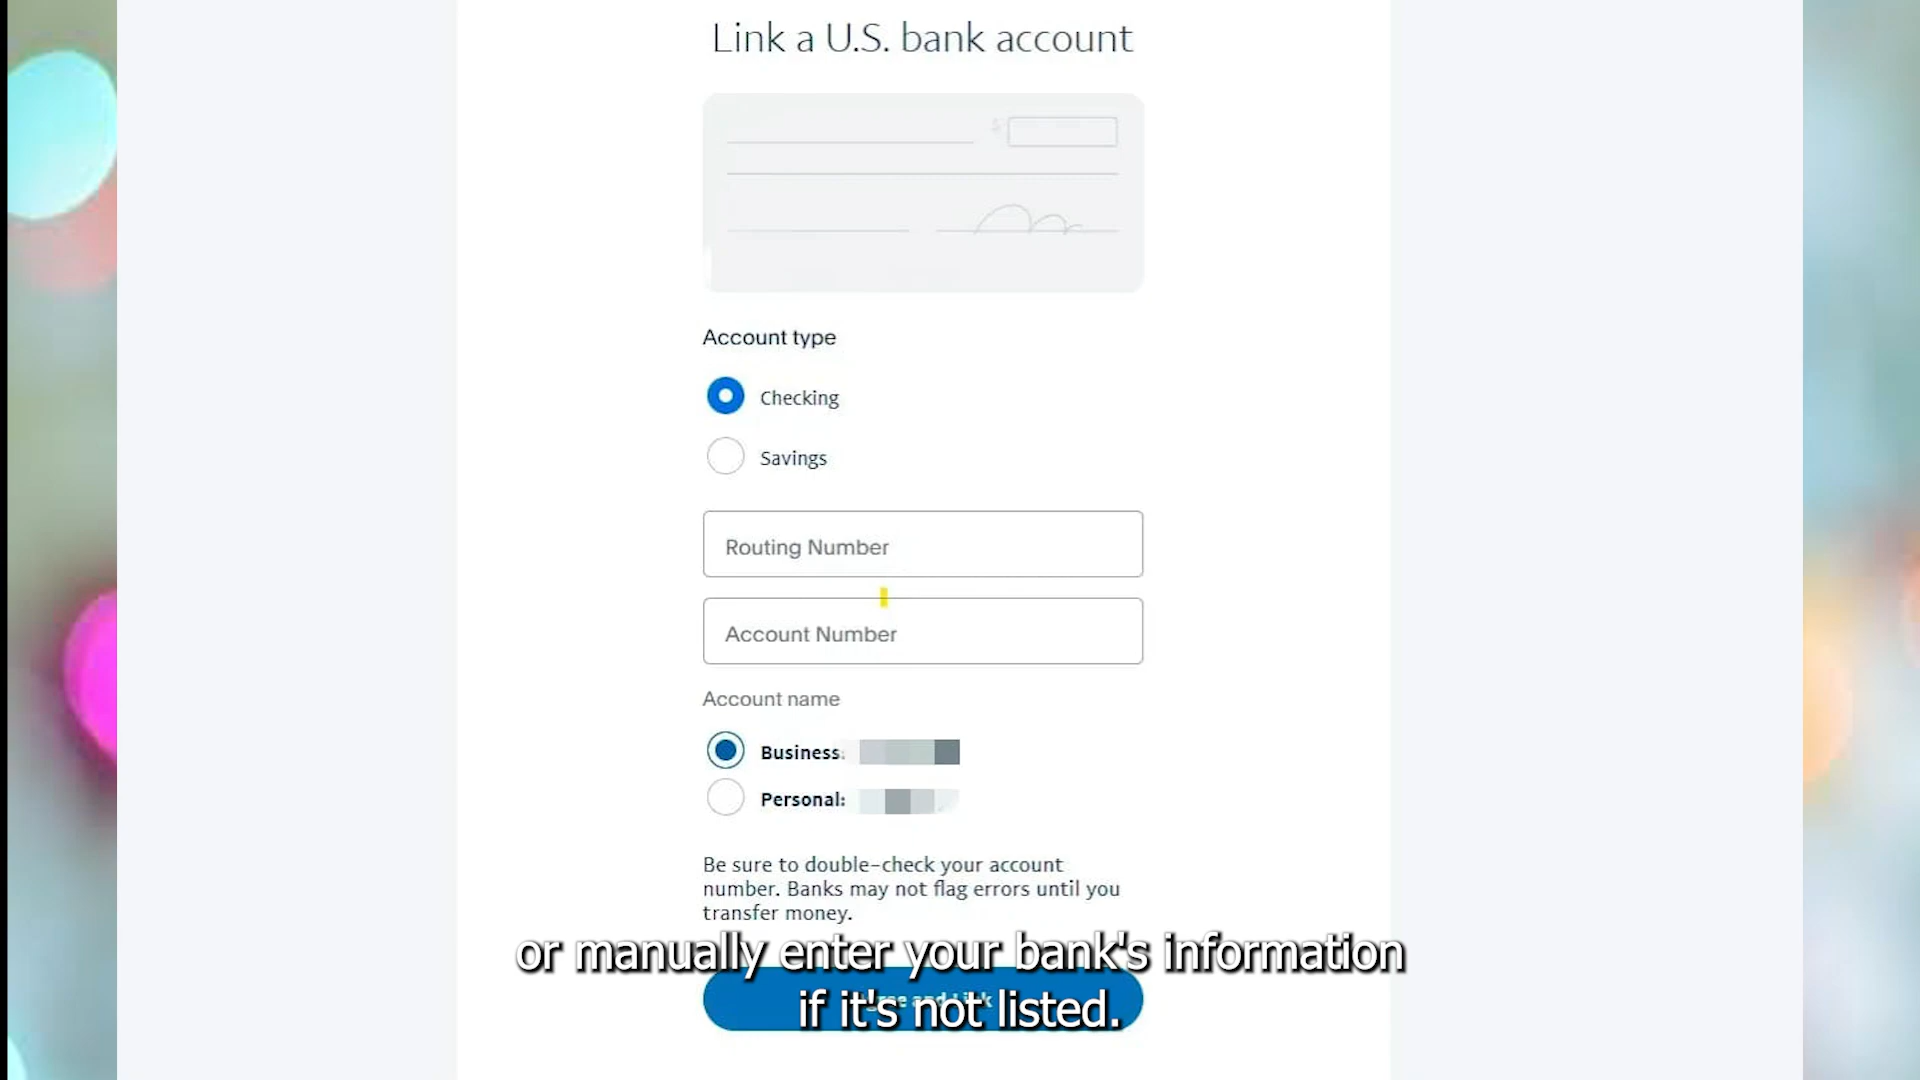 Link a U.S. bank account
$
Account type
Checking
Savings
Routing Number
Account Number
Account name
Business:
Personal:
Be sure to double-check your account
number. Banks may not flag errors until you
transfer money.
or manually enter your bank's information
if it's not listed.